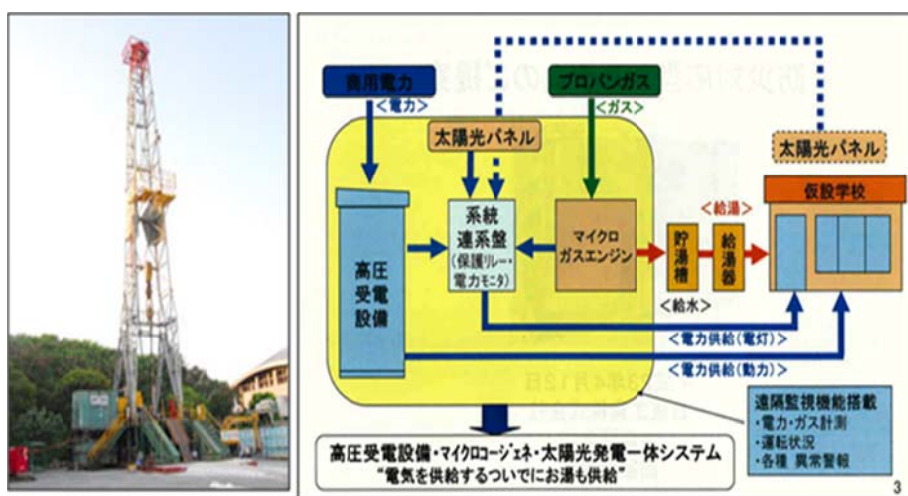 商用電力
プロパンガス
＜電力＞
＜ガス＞
太陽光パネル
太陽光パネル
仮設学校
系統
連系盤
(保護リレー・
電力モニタ)
マイクロ
ガスエンジン
＜給湯＞
貯湯槽
給湯器
高圧
受電
設備
＜給水＞
＜電力供給(電灯)＞
＜電力供給(動力)＞
遠隔監視機能搭載
・電力・ガス計測
・運転状況
・各種 異常警報
高圧受電設備・マイクロコージェネ・太陽光発電一体システム
“電気を供給するついでにお湯も供給”
3